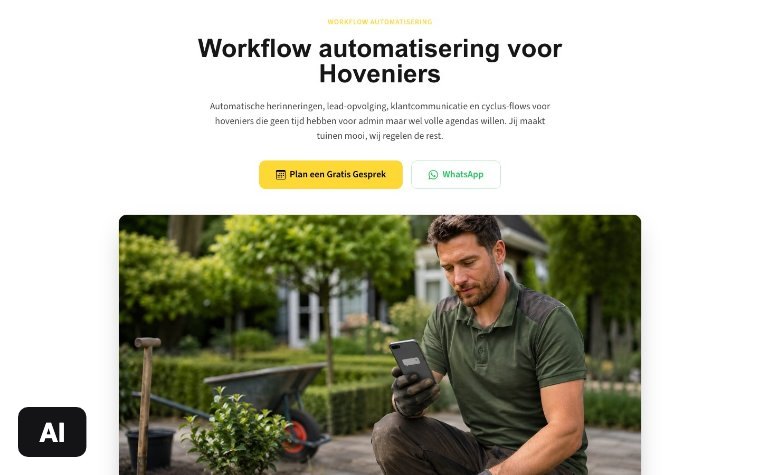 WORKFLOW AUTOMATISERING
Workflow automatisering voor
Hoveniers
Automatische herinneringen, lead-opvolging, klantcommunicatie en cyclus-flows voor
hoveniers die geen tijd hebben voor admin maar wel volle agendas willen. Jij maakt
tuinen mooi, wij regelen de rest.
Plan een Gratis Gesprek
WhatsApp
AI